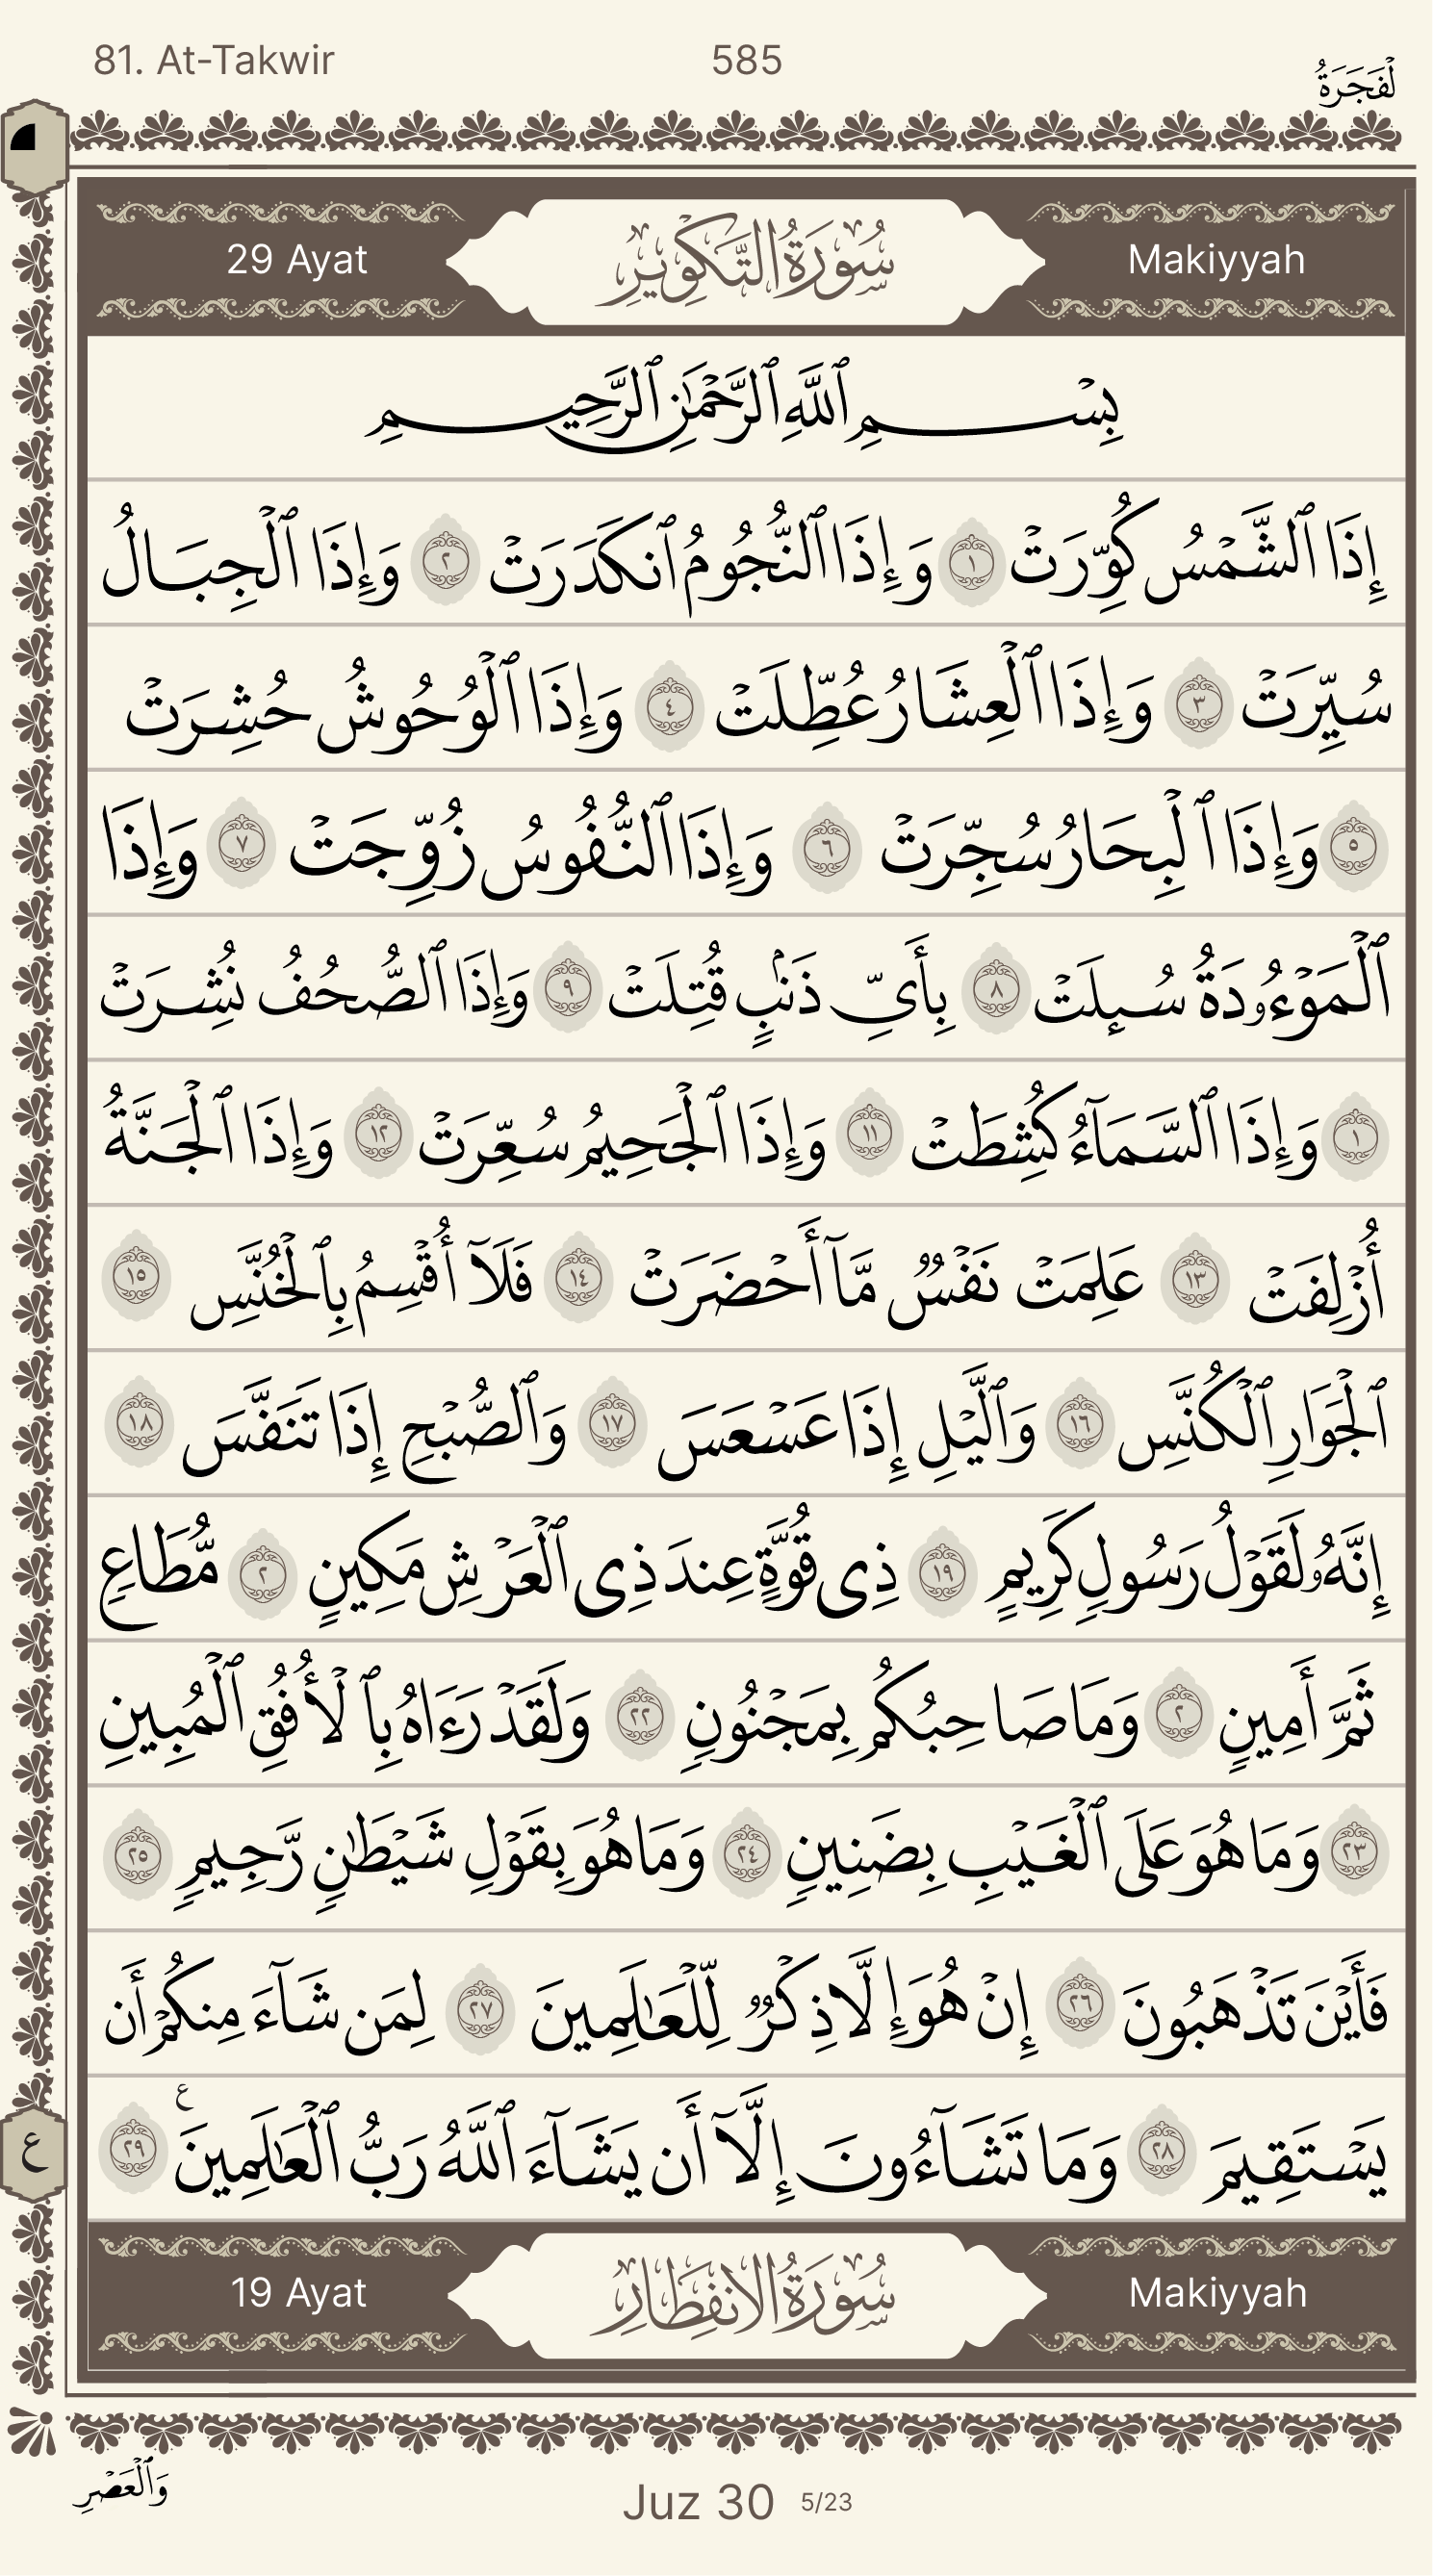 81. At-Takwir 585 لْفَجَرَةُ
29 Ayat سُورَةُ التَّكْوِيرِ Makiyyah
بِسْمِ ٱللَّهِ ٱلرَّحْمَٰنِ ٱلرَّحِيمِ
إِذَا ٱلشَّمْسُ كُوِّرَتْ ١ وَإِذَا ٱلنُّجُومُ ٱنكَدَرَتْ ٢ وَإِذَا ٱلْجِبَالُ
سُيِّرَتْ ٣ وَإِذَا ٱلْعِشَارُ عُطِّلَتْ ٤ وَإِذَا ٱلْوُحُوشُ حُشِرَتْ
٥ وَإِذَا ٱلْبِحَارُ سُجِّرَتْ ٦ وَإِذَا ٱلنُّفُوسُ زُوِّجَتْ ٧ وَإِذَا
ٱلْمَوْءُۥدَةُ سُئِلَتْ ٨ بِأَىِّ ذَنۢبٍ قُتِلَتْ ٩ وَإِذَا ٱلصُّحُفُ نُشِرَتْ
١ وَإِذَا ٱلسَّمَآءُ كُشِطَتْ ١١ وَإِذَا ٱلْجَحِيمُ سُعِّرَتْ ١٢ وَإِذَا ٱلْجَنَّةُ
أُزْلِفَتْ ١٣ عَلِمَتْ نَفْسٌ مَّآ أَحْضَرَتْ ١٤ فَلَآ أُقْسِمُ بِٱلْخُنَّسِ ١٥
ٱلْجَوَارِ ٱلْكُنَّسِ ١٦ وَٱلَّيْلِ إِذَا عَسْعَسَ ١٧ وَٱلصُّبْحِ إِذَا تَنَفَّسَ ١٨
إِنَّهُۥ لَقَوْلُ رَسُولٍ كَرِيمٍ ١٩ ذِى قُوَّةٍ عِندَ ذِى ٱلْعَرْشِ مَكِينٍ ٢ مُّطَاعٍ
ثَمَّ أَمِينٍ ٢ وَمَا صَاحِبُكُم بِمَجْنُونٍ ٢٢ وَلَقَدْ رَءَاهُ بِٱلْأُفُقِ ٱلْمُبِينِ
٢٣ وَمَا هُوَ عَلَى ٱلْغَيْبِ بِضَنِينٍ ٢٤ وَمَا هُوَ بِقَوْلِ شَيْطَٰنٍ رَّجِيمٍ ٢٥
فَأَيْنَ تَذْهَبُونَ ٢٦ إِنْ هُوَ إِلَّا ذِكْرٌ لِّلْعَٰلَمِينَ ٢٧ لِمَن شَآءَ مِنكُمْ أَن
يَسْتَقِيمَ ٢٨ وَمَا تَشَآءُونَ إِلَّآ أَن يَشَآءَ ٱللَّهُ رَبُّ ٱلْعَٰلَمِينَ ع ٢٩
ع
19 Ayat سُورَةُ الانفِطَارِ Makiyyah
وَٱلْعَصْرِ
Juz 30 5/23